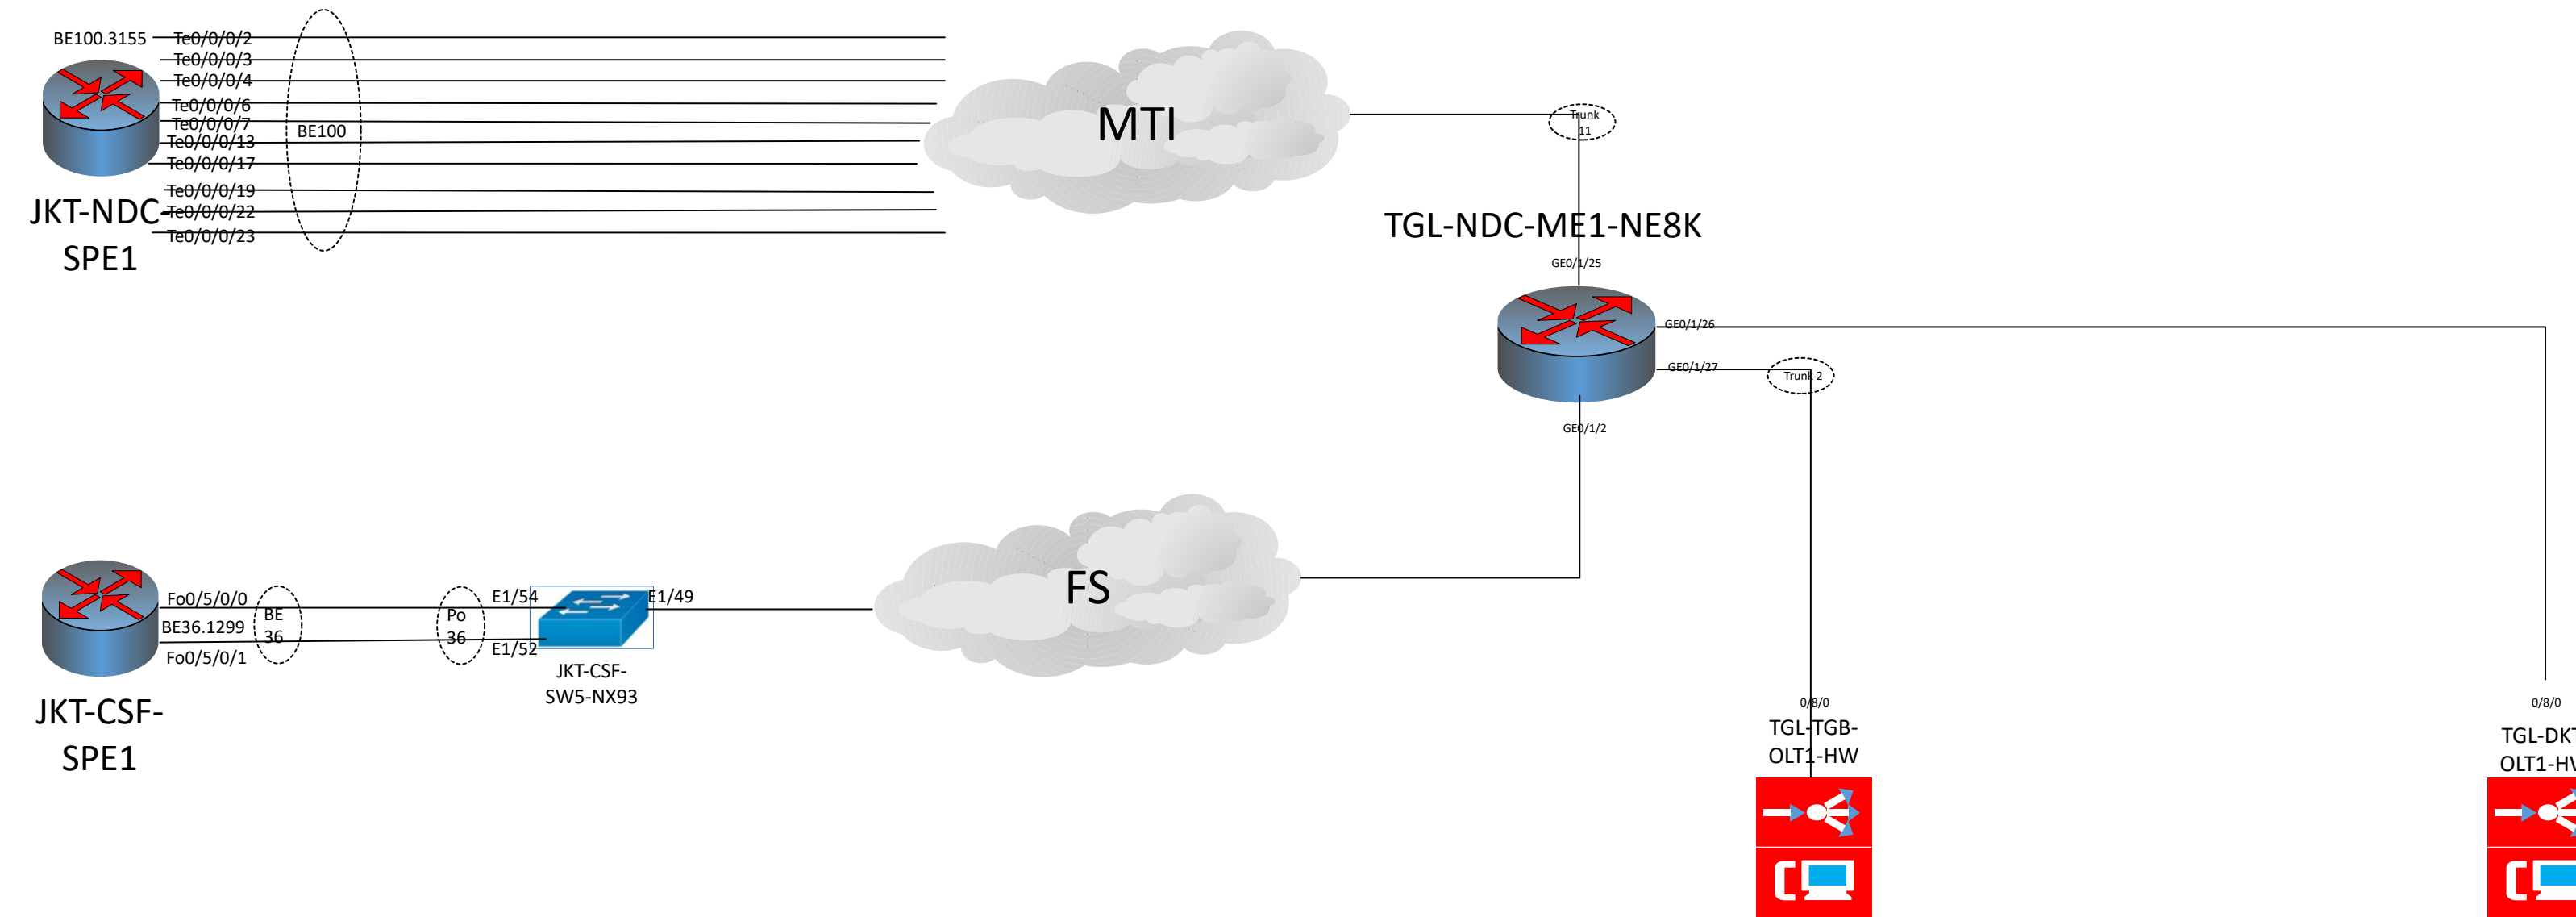 BE100.3155
Te0/0/0/2
Te0/0/0/3
Te0/0/0/4
Te0/0/0/6
Te0/0/0/7
Te0/0/0/13
Te0/0/0/17
Te0/0/0/19
Te0/0/0/22
Te0/0/0/23
BE100
JKT-NDC-
SPE1
MTI
Trunk
11
TGL-NDC-ME1-NE8K
GE0/1/25
GE0/1/26
GE0/1/27
Trunk 2
GE0/1/2
Fo0/5/0/0
BE36.1299
Fo0/5/0/1
BE
36
Po
36
E1/54
E1/52
E1/49
JKT-CSF-
SW5-NX93
JKT-CSF-
SPE1
FS
0/8/0
TGL-TGB-
OLT1-HW
0/8/0
TGL-DKT
OLT1-HW